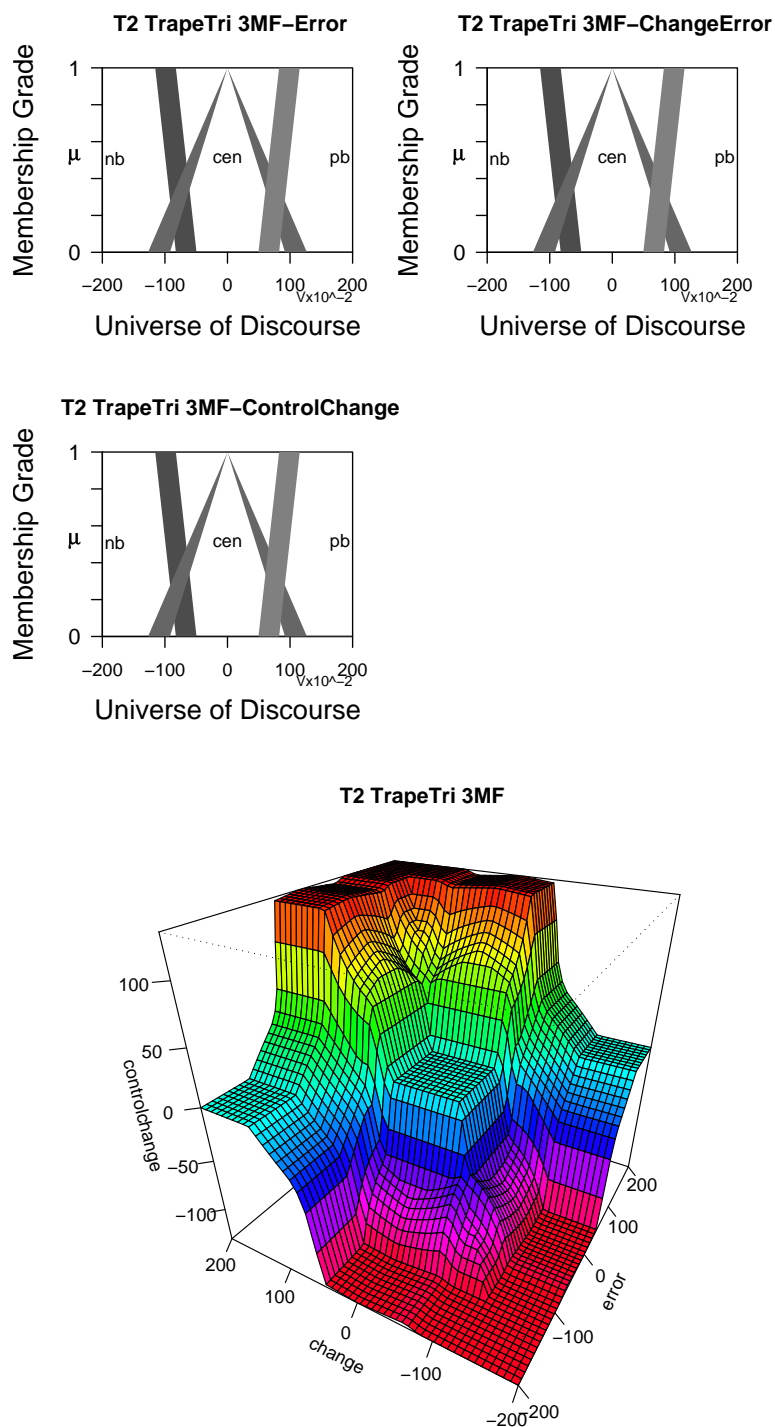 T2 TrapeTri 3MF−Error
Membership Grade
1
μ
nb
cen
pb
0
−200 −100 0 100 200
Vx10^−2
Universe of Discourse
T2 TrapeTri 3MF−ChangeError
Membership Grade
1
μ
nb
cen
pb
0
−200 −100 0 100 200
Vx10^−2
Universe of Discourse
T2 TrapeTri 3MF−ControlChange
Membership Grade
1
μ
nb
cen
pb
0
−200 −100 0 100 200
Vx10^−2
Universe of Discourse
T2 TrapeTri 3MF
controlchange
100
50
0
−50
−100
200
100
0
−100
−200
change
200
100
0
−100
−200
error